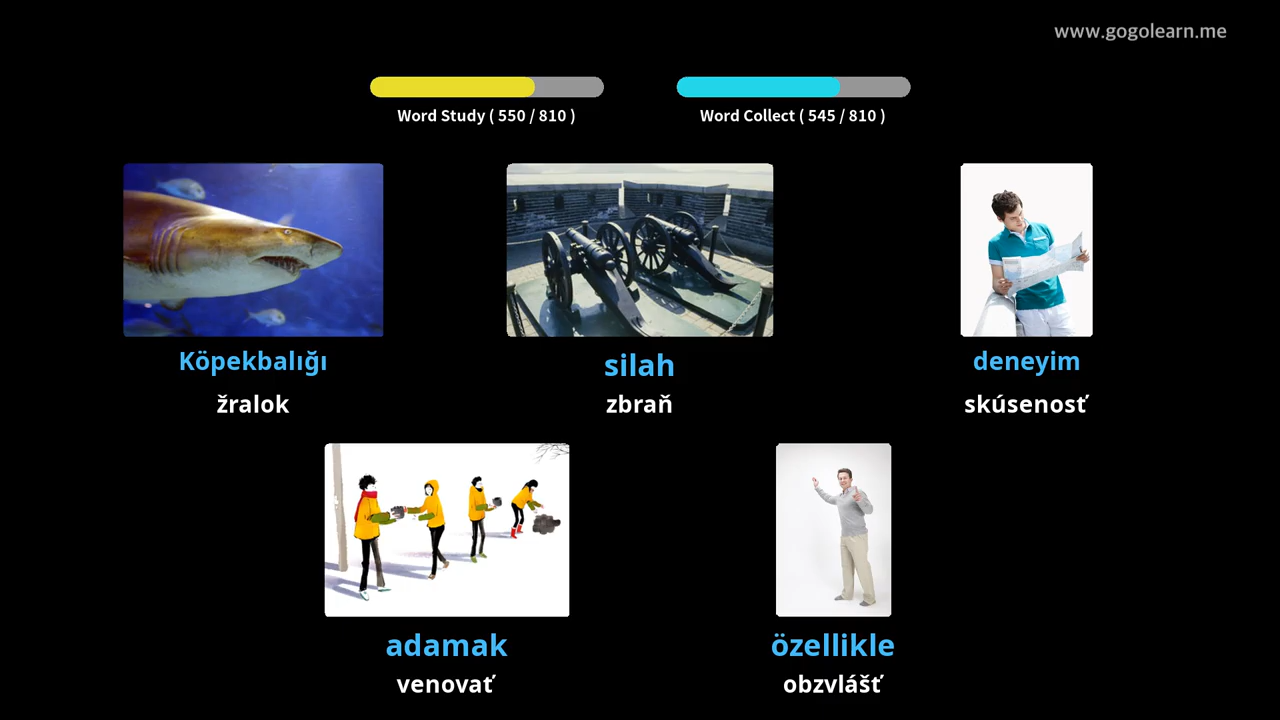 www.gogolearn.me
Word Study ( 550 / 810 )
Word Collect ( 545 / 810 )
Köpekbalığı
silah
deneyim
žralok
zbraň
skúsenosť
adamak
özellikle
venovať
obzvlášť